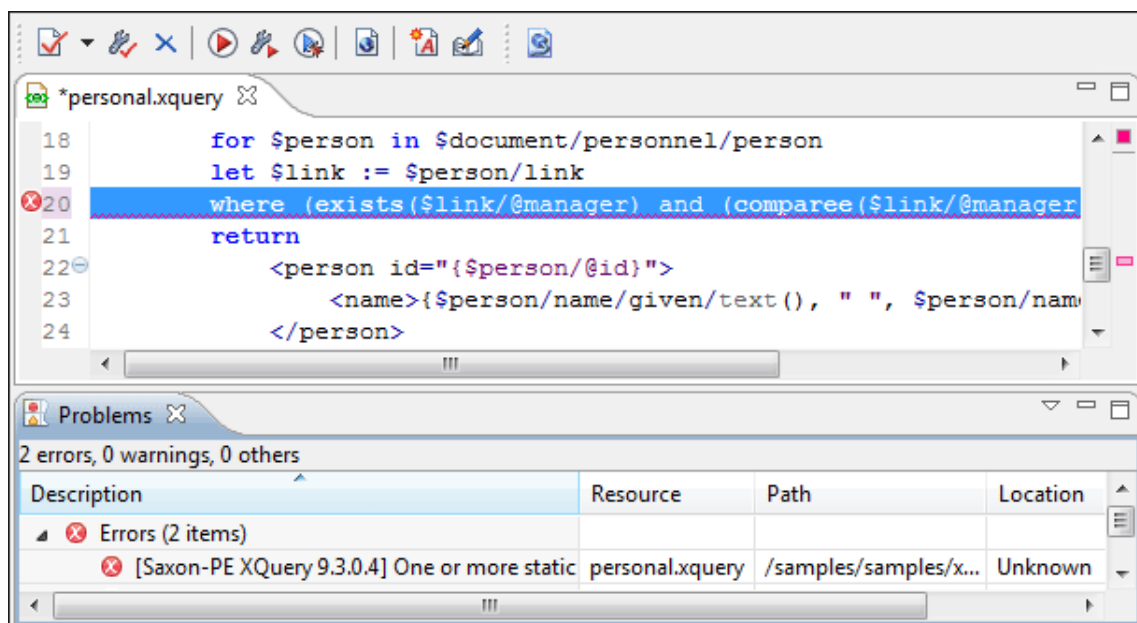 *personal.xquery
18 for $person in $document/personnel/person
19 let $link := $person/link
20 where (exists($link/@manager) and (comparee($link/@manager
21 return
22 <person id="{$person/@id}">
23 <name>{$person/name/given/text(), " ", $person/nam
24 </person>
Problems
2 errors, 0 warnings, 0 others
Description Resource Path Location
Errors (2 items)
[Saxon-PE XQuery 9.3.0.4] One or more static personal.xquery /samples/samples/x... Unknown